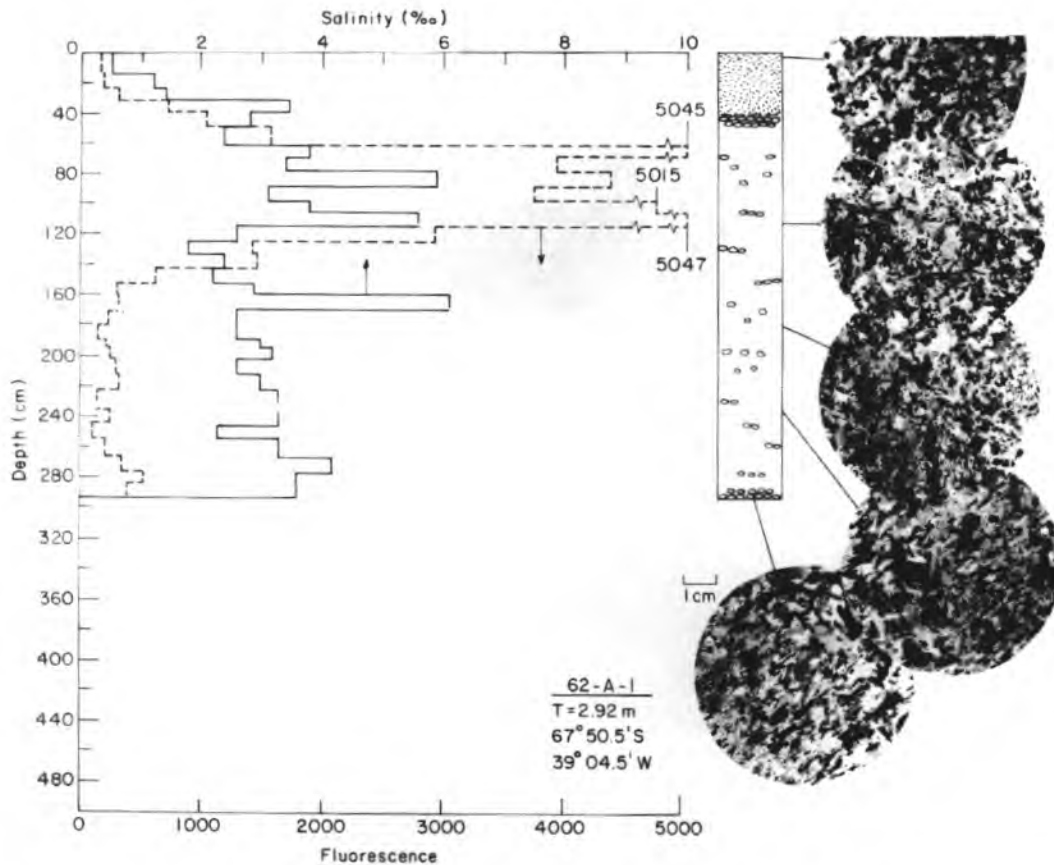 Salinity (‰)
0 2 4 6 8 10
0
40
80
120
160
200
240
280
320
360
400
440
480
Depth (cm)
5045
5015
5047
1 cm
62-A-1
T = 2.92 m
67° 50.5' S
39° 04.5' W
0 1000 2000 3000 4000 5000
Fluorescence